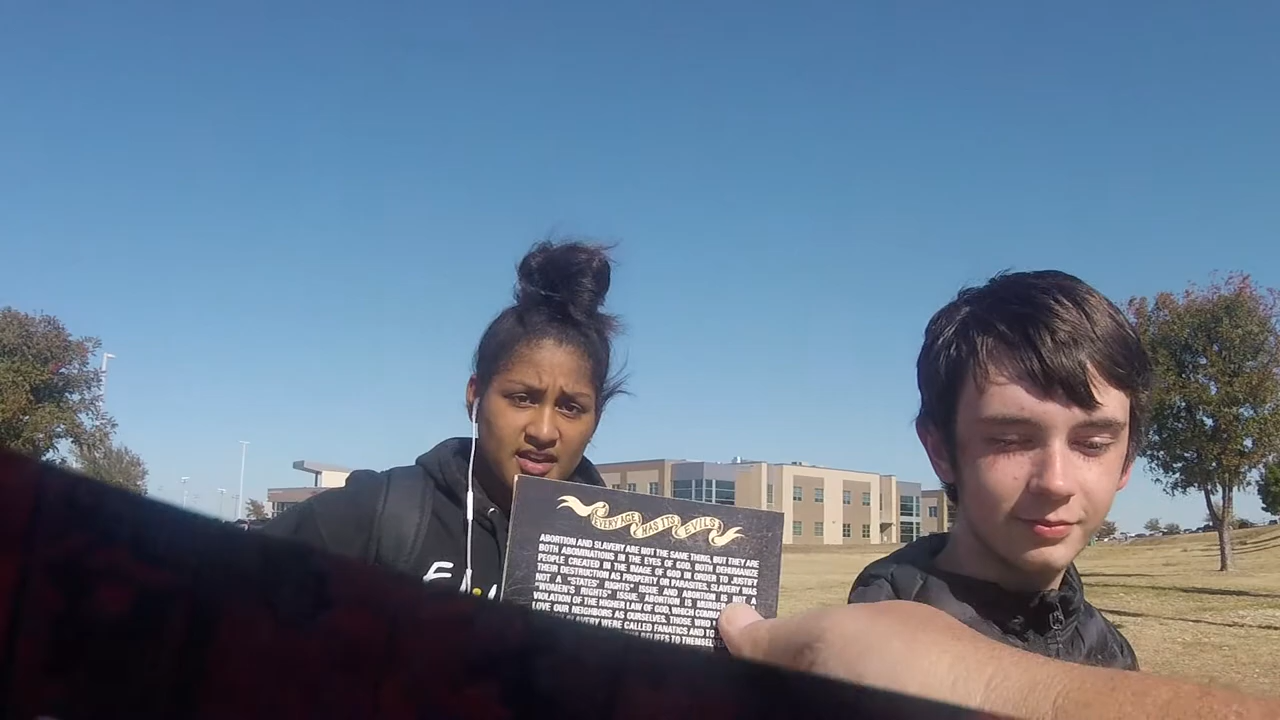 EVERY AGE HAS ITS EVILS
ABORTION AND SLAVERY ARE NOT THE SAME THING, BUT THEY ARE
BOTH ABOMINATIONS IN THE EYES OF GOD. BOTH DEHUMANIZE
PEOPLE CREATED IN THE IMAGE OF GOD IN ORDER TO JUSTIFY
THEIR DESTRUCTION AS PROPERTY OR PARASITES. SLAVERY WAS
NOT A "STATES' RIGHTS" ISSUE AND ABORTION IS NOT A
"WOMEN'S RIGHTS" ISSUE. ABORTION IS MURDER
VIOLATION OF THE HIGHER LAW OF GOD, WHICH
LOVE OUR NEIGHBORS AS OURSELVES. THOSE WHO
SLAVERY WERE CALLED FANATICS AND
BELIEFS TO